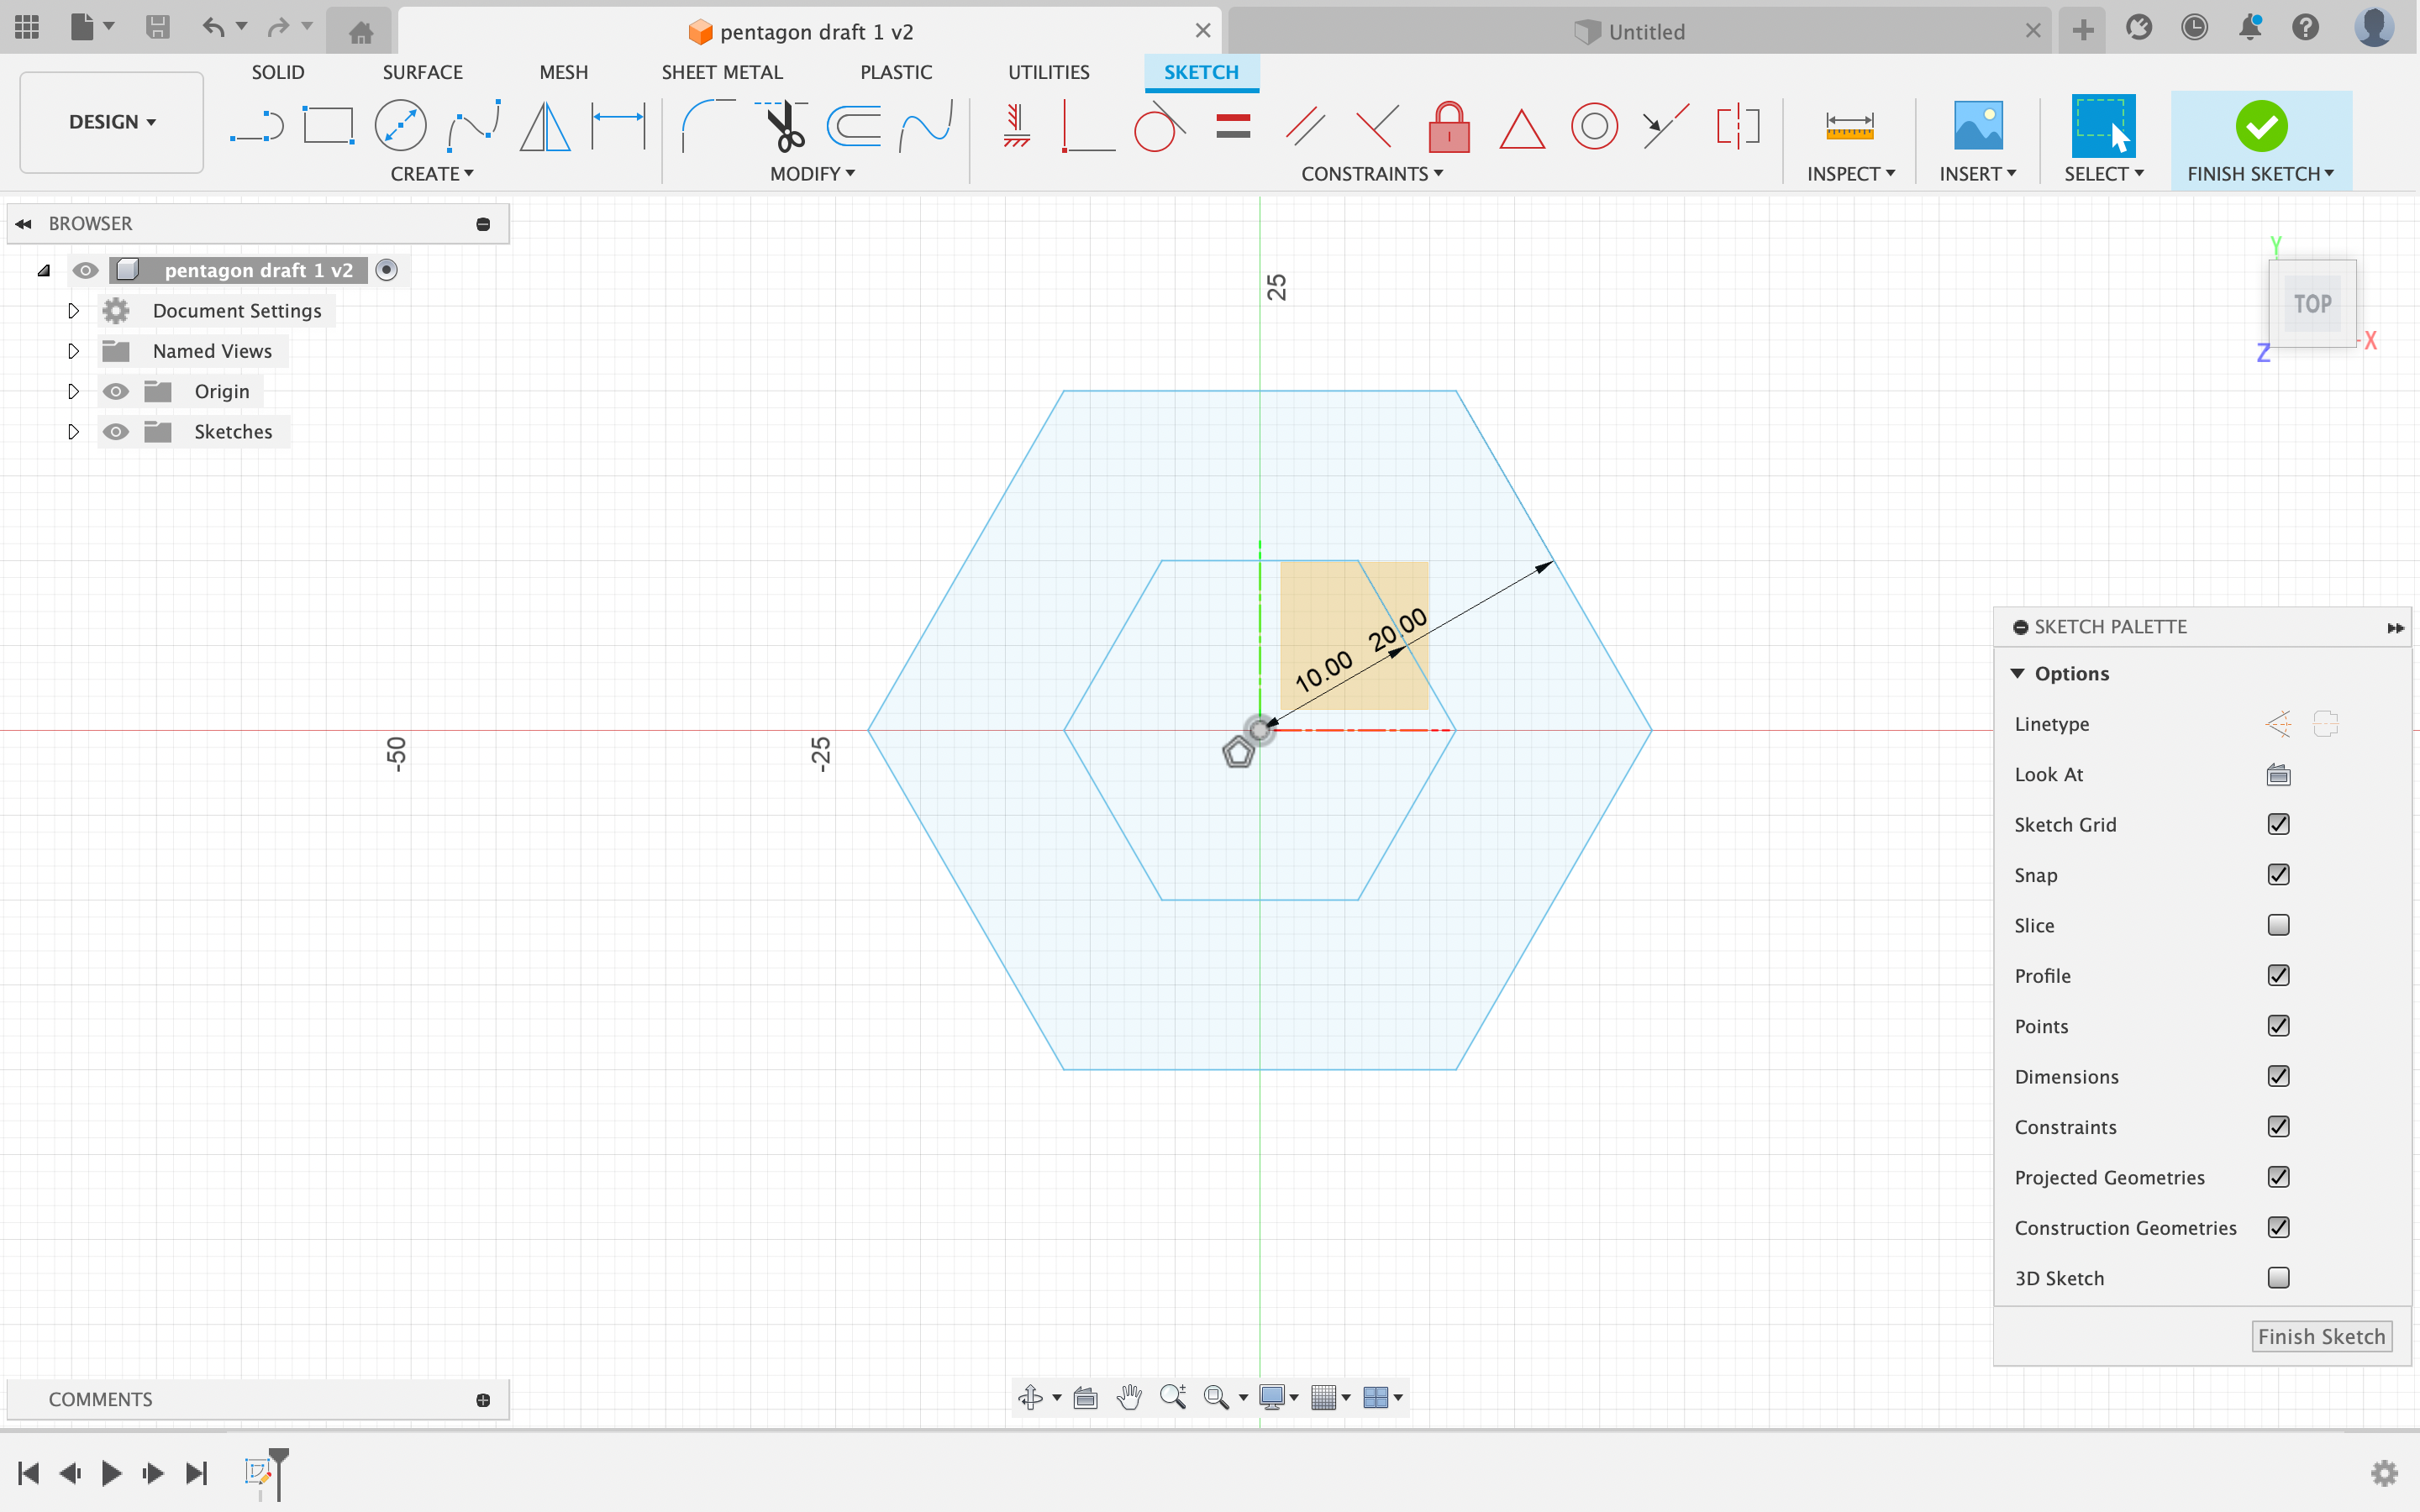 pentagon draft 1 v2
Untitled
DESIGN
SOLID
SURFACE
MESH
SHEET METAL
PLASTIC
UTILITIES
SKETCH
CREATE
MODIFY
CONSTRAINTS
INSPECT
INSERT
SELECT
FINISH SKETCH
BROWSER
pentagon draft 1 v2
Document Settings
Named Views
Origin
Sketches
25
Y
TOP
X
Z
20.00
10.00
-50
-25
SKETCH PALETTE
Options
Linetype
Look At
Sketch Grid
Snap
Slice
Profile
Points
Dimensions
Constraints
Projected Geometries
Construction Geometries
3D Sketch
Finish Sketch
COMMENTS